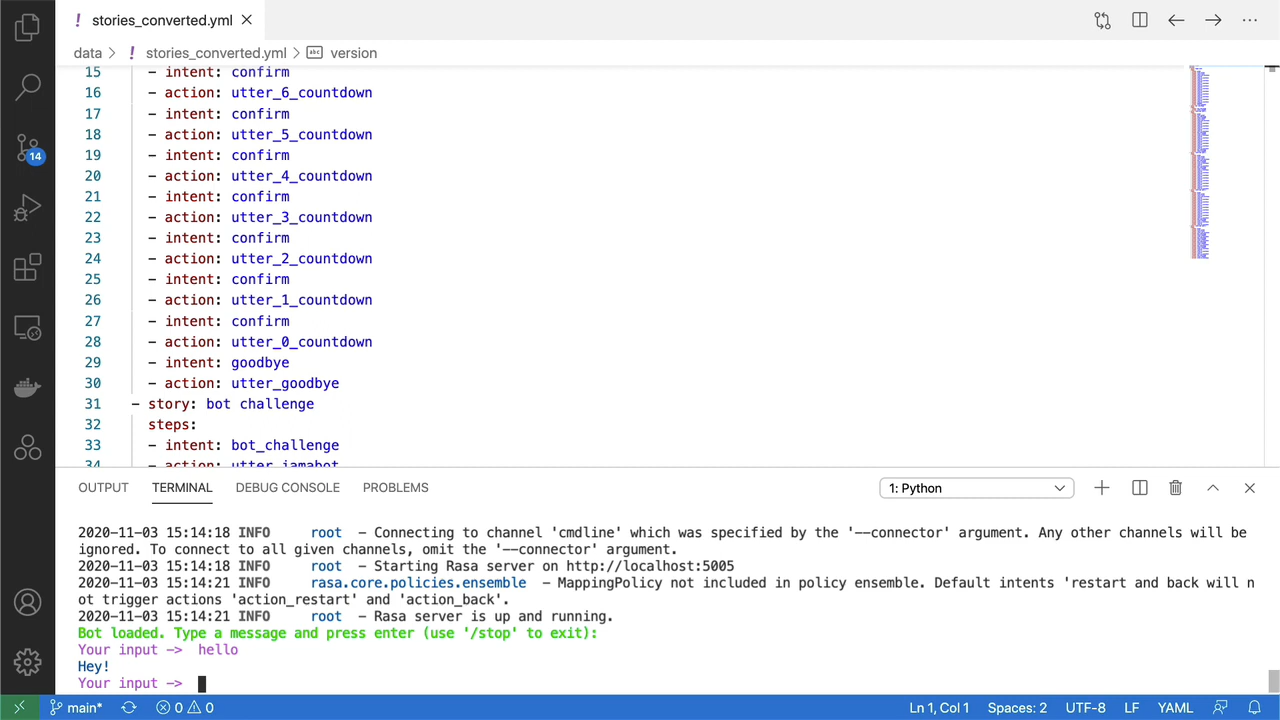 stories_converted.yml
data > ! stories_converted.yml > abc version
15 - intent: confirm
16 - action: utter_6_countdown
17 - intent: confirm
18 - action: utter_5_countdown
19 - intent: confirm
20 - action: utter_4_countdown
21 - intent: confirm
22 - action: utter_3_countdown
23 - intent: confirm
24 - action: utter_2_countdown
25 - intent: confirm
26 - action: utter_1_countdown
27 - intent: confirm
28 - action: utter_0_countdown
29 - intent: goodbye
30 - action: utter_goodbye
31 - story: bot challenge
32 steps:
33 - intent: bot_challenge
34 - action: utter_iamabot
14
OUTPUT TERMINAL DEBUG CONSOLE PROBLEMS 1: Python
2020-11-03 15:14:18 INFO root - Connecting to channel 'cmdline' which was specified by the '--connector' argument. Any other channels will be
ignored. To connect to all given channels, omit the '--connector' argument.
2020-11-03 15:14:18 INFO root - Starting Rasa server on http://localhost:5005
2020-11-03 15:14:21 INFO rasa.core.policies.ensemble - MappingPolicy not included in policy ensemble. Default intents 'restart and back will n
ot trigger actions 'action_restart' and 'action_back'.
2020-11-03 15:14:21 INFO root - Rasa server is up and running.
Bot loaded. Type a message and press enter (use '/stop' to exit):
Your input -> hello
Hey!
Your input ->
main* 0 0 Ln 1, Col 1 Spaces: 2 UTF-8 LF YAML